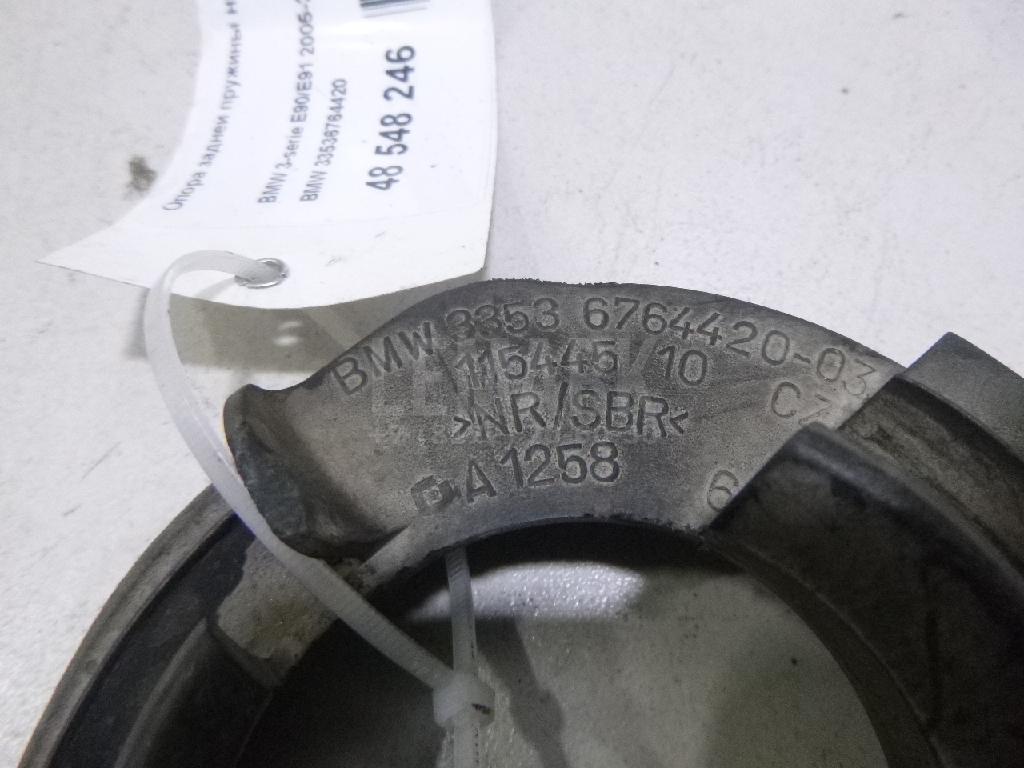 Опора задней пружины
BMW 3-serie E90/E91 2005-
BMW 33536764420
48 548 246
BMW 3353 6764420-03
115445 10
>NR/SBR<
A1258
6